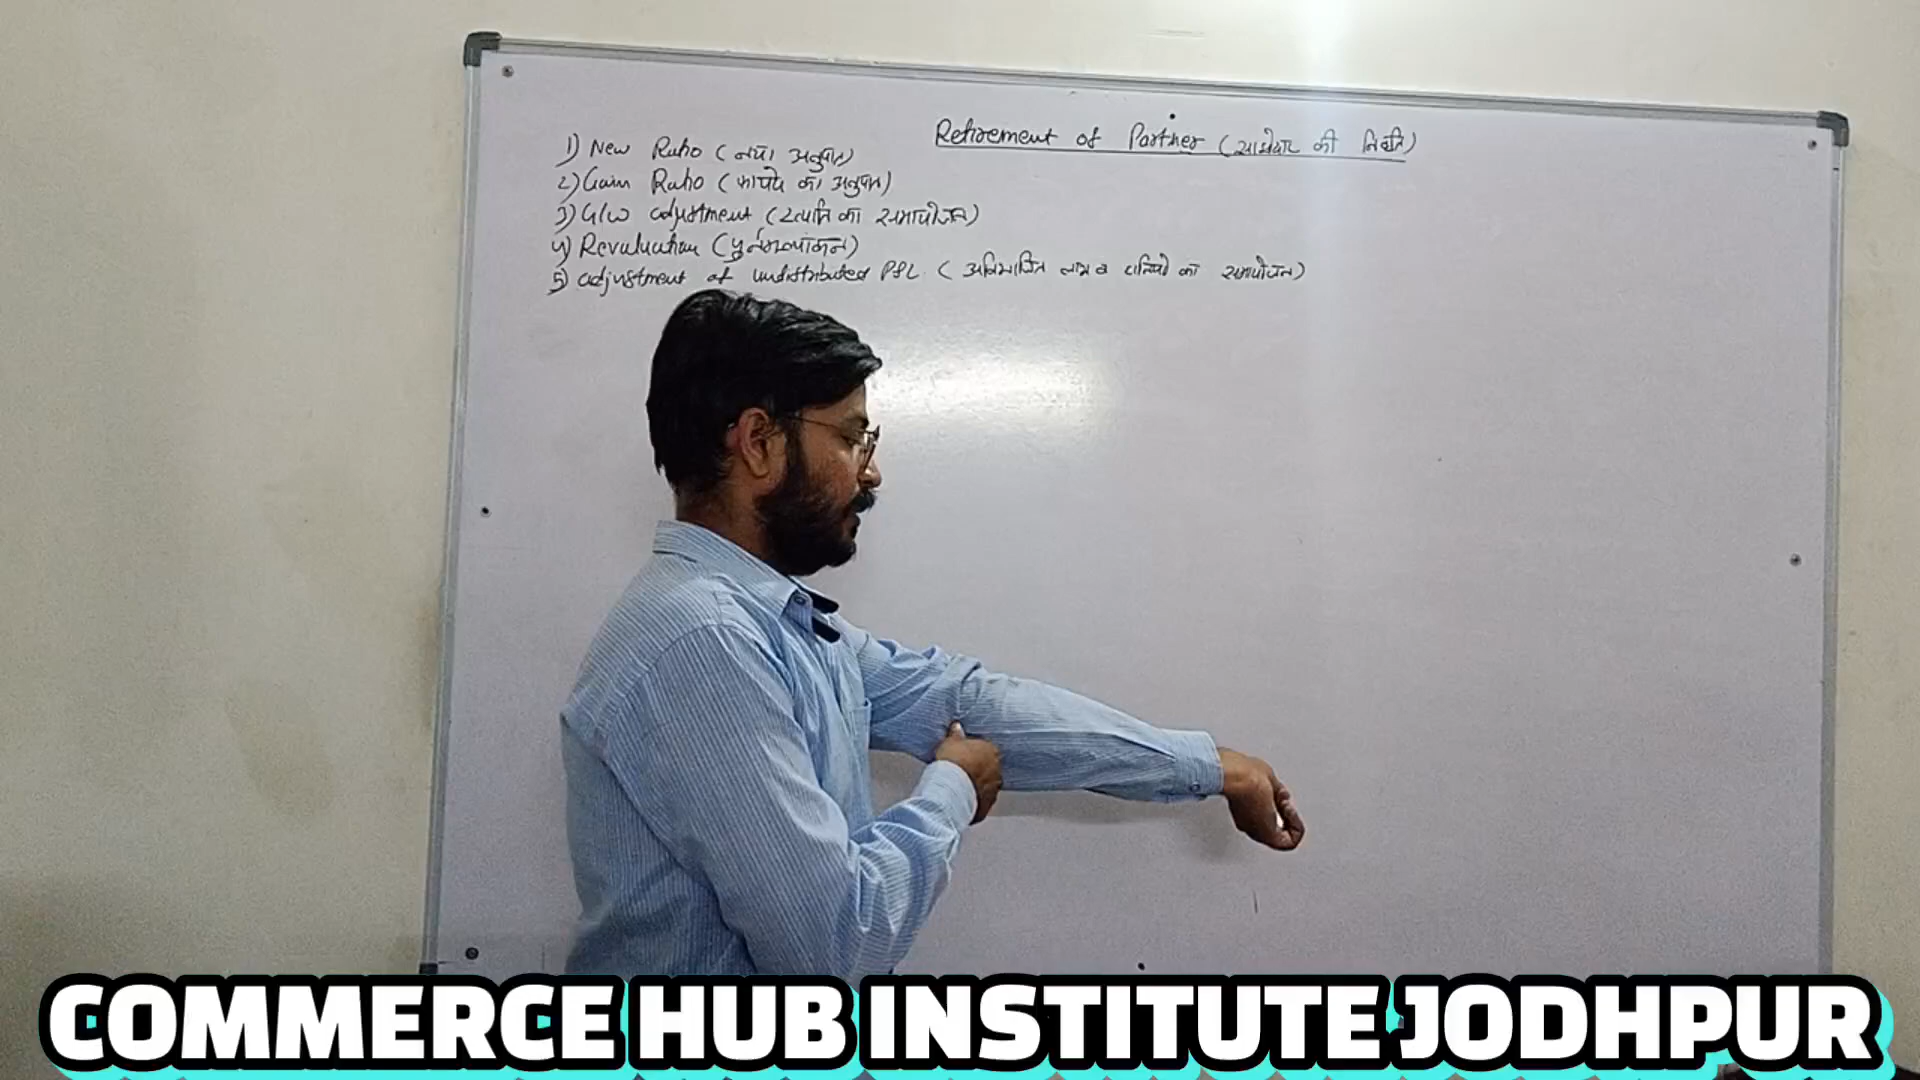 Retirement of Partner (साझेदार की निवृत्ति)
1) New Ratio (नया अनुपात)
2) Gain Ratio (फायदे का अनुपात)
3) G/W adjustment (ख्याति का समायोजन)
4) Revaluation (पुर्नमूल्यांकन)
5) adjustment of undistributed P&L. (अविभाजित लाभ व हानियो का समायोजन)
COMMERCE HUB INSTITUTE JODHPUR